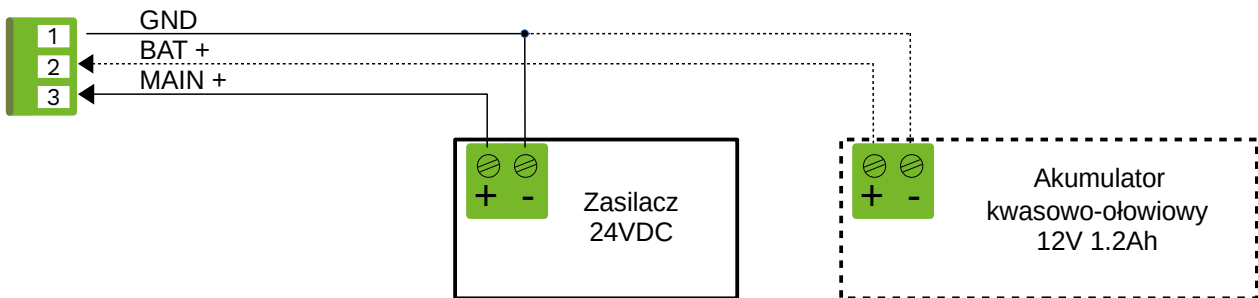 1
GND
2
BAT +
3
MAIN +
+ -
Zasilacz
24VDC
+ -
Akumulator
kwasowo-ołowiowy
12V 1.2Ah